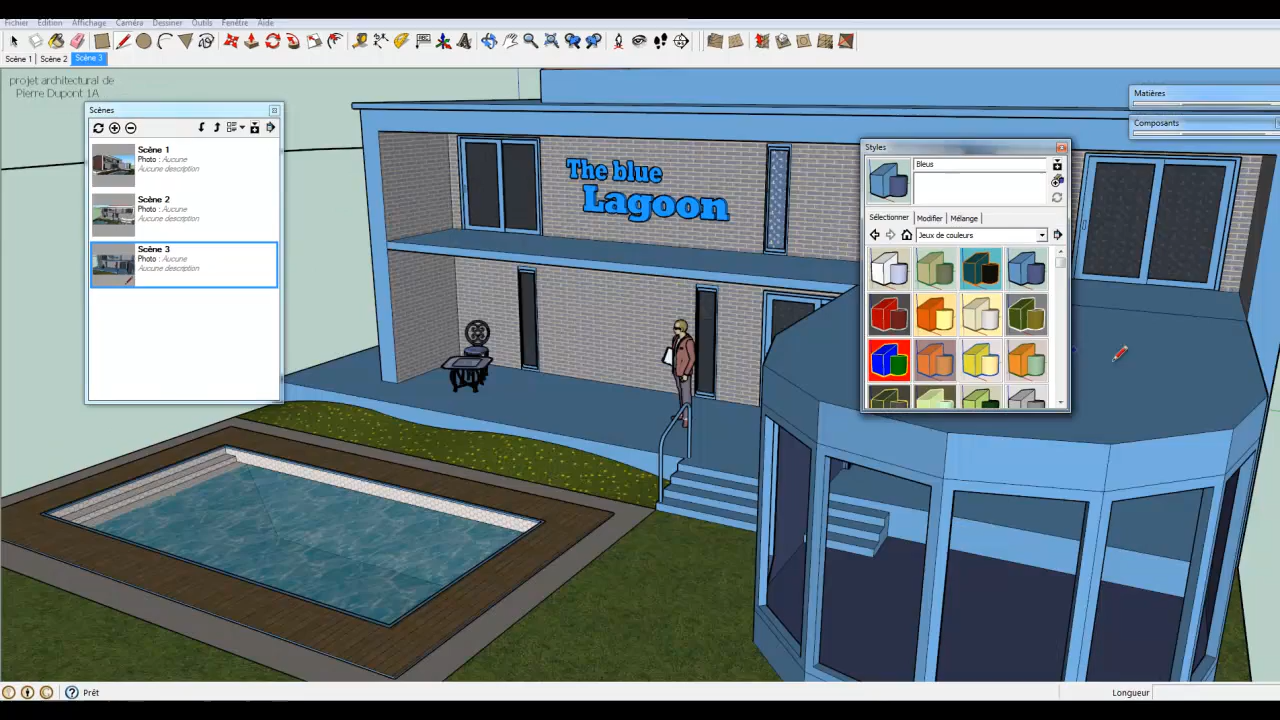 Fichier Edition Affichage Caméra Dessiner Outils Fenêtre Aide
Scène 1 Scène 2 Scène 3
projet architectural de
Pierre Dupont 1A
Scènes
Scène 1
Photo : Aucune
Aucune description
Scène 2
Photo : Aucune
Aucune description
Scène 3
Photo : Aucune
Aucune description
The blue
Lagoon
Styles
Bleus
Sélectionner Modifier Mélange
Jeux de couleurs
Matières
Composants
Prêt
Longueur